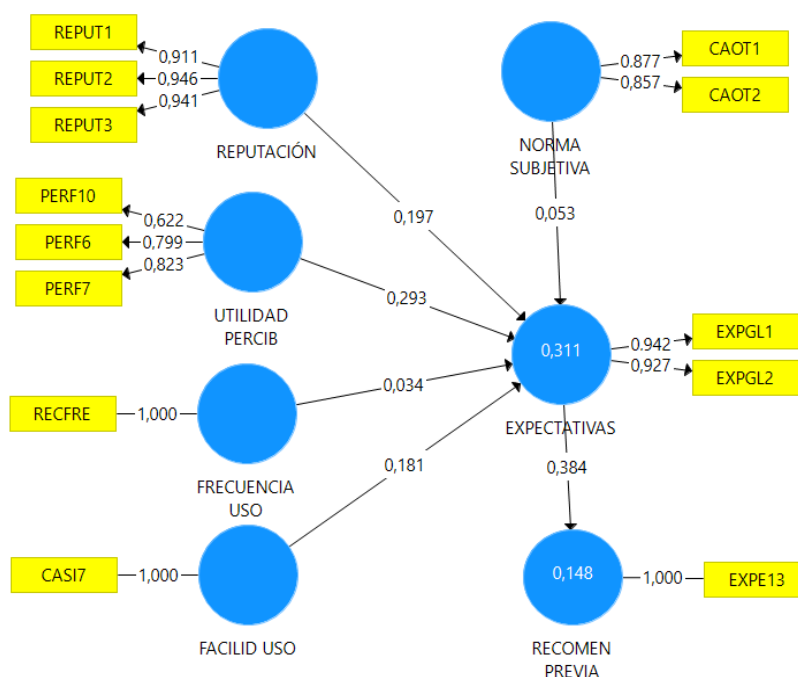 REPUT1
0,911
REPUT2
0,946
REPUT3
0,941
REPUTACIÓN
CAOT1
0.877
CAOT2
0,857
NORMA
SUBJETIVA
0,197
0,053
PERF10
0,622
PERF6
0,799
PERF7
0,823
UTILIDAD
PERCIB
0,293
0,311
EXPGL1
0.942
EXPGL2
0,927
EXPECTATIVAS
RECFRE
1,000
0,034
FRECUENCIA
USO
0,181
0,384
CASI7
1,000
FACILID USO
0,148
1,000
EXPE13
RECOMEN
PREVIA